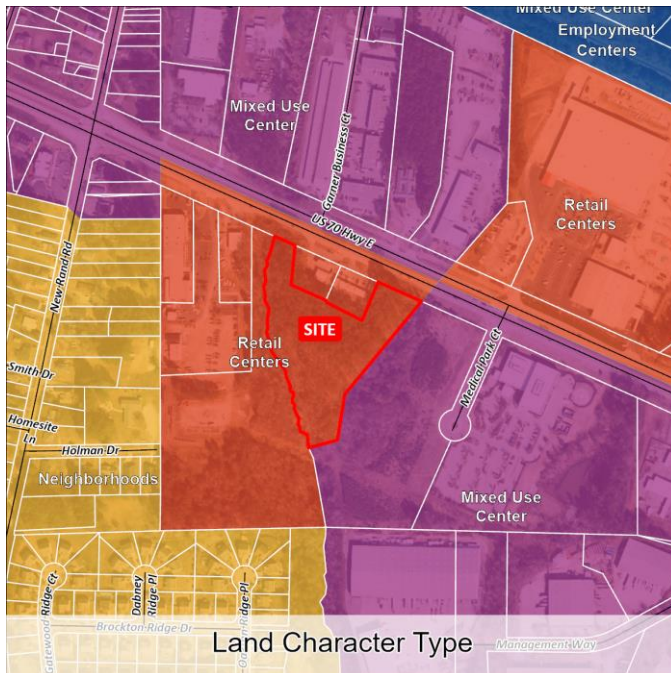 Mixed Use Center
Employment
Centers
Mixed Use
Center
Garner Business Ct
US 70 Hwy E
Retail
Centers
New Rand Rd
SITE
Retail
Centers
Medical Park Ct
Smith Dr
Homesite
Ln
Holman Dr
Neighborhoods
Mixed Use
Center
Gatewood Ridge Ct
Dabney
Ridge Pl
Ridge Pl
Brockton Ridge Dr
Land Character Type
Management Way